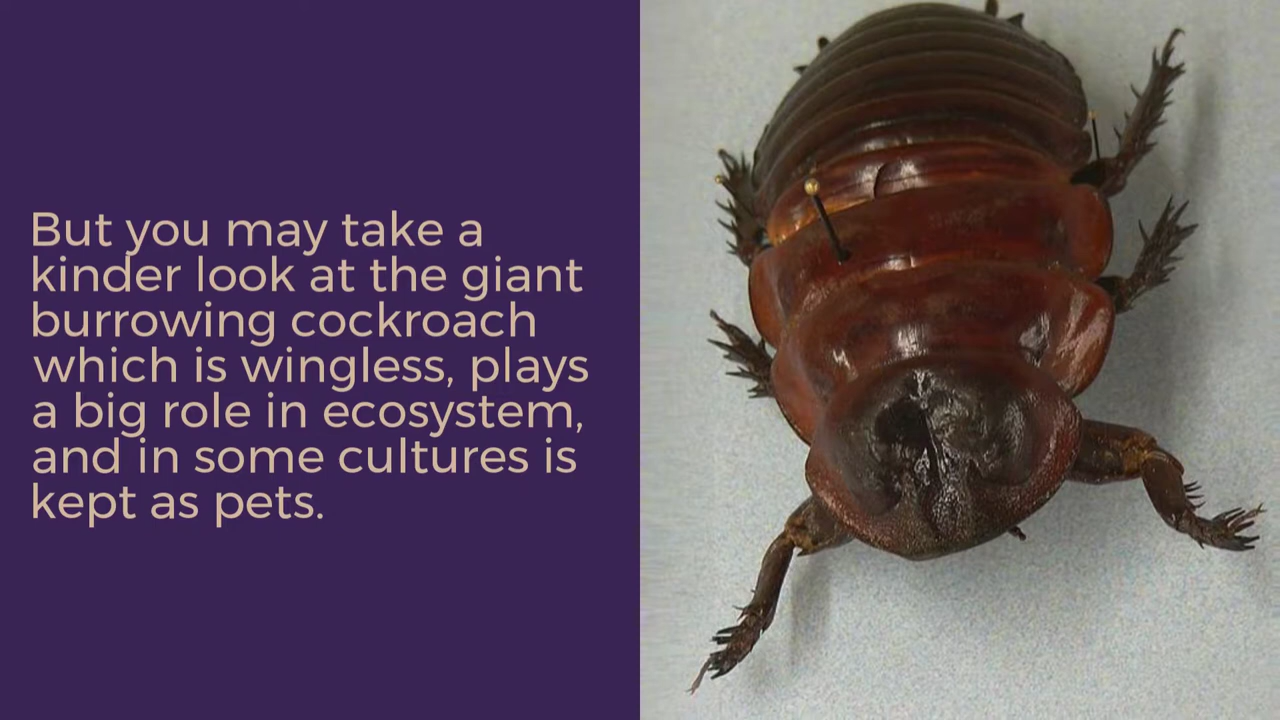 But you may take a
kinder look at the giant
burrowing cockroach
which is wingless, plays
a big role in ecosystem,
and in some cultures is
kept as pets.